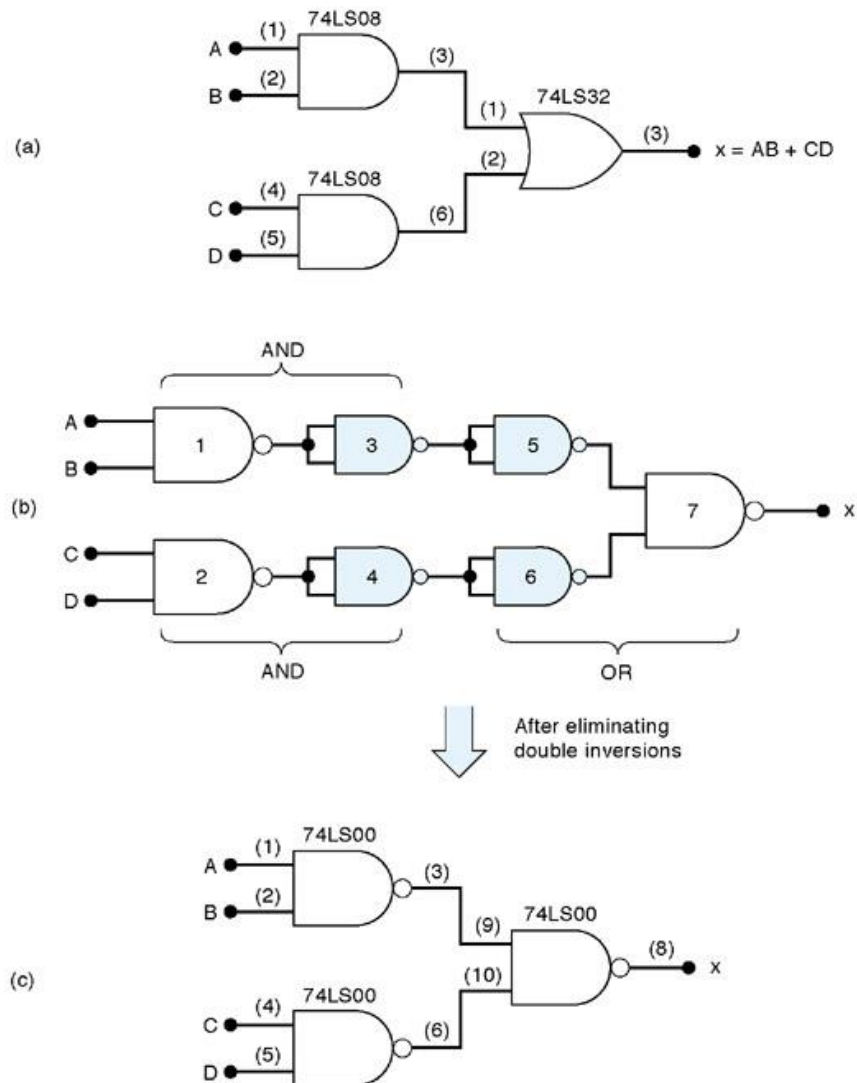 74LS08
A (1) (3)
B (2) 74LS32
(1) (3)
(a) x = AB + CD
74LS08 (2)
C (4) (6)
D (5)
AND
A 1 3 5
B
(b) 7 x
C 2 4 6
D
AND OR
After eliminating
double inversions
74LS00
A (1) (3)
B (2) 74LS00
(9) (8)
(c) x
74LS00 (10)
C (4) (6)
D (5)